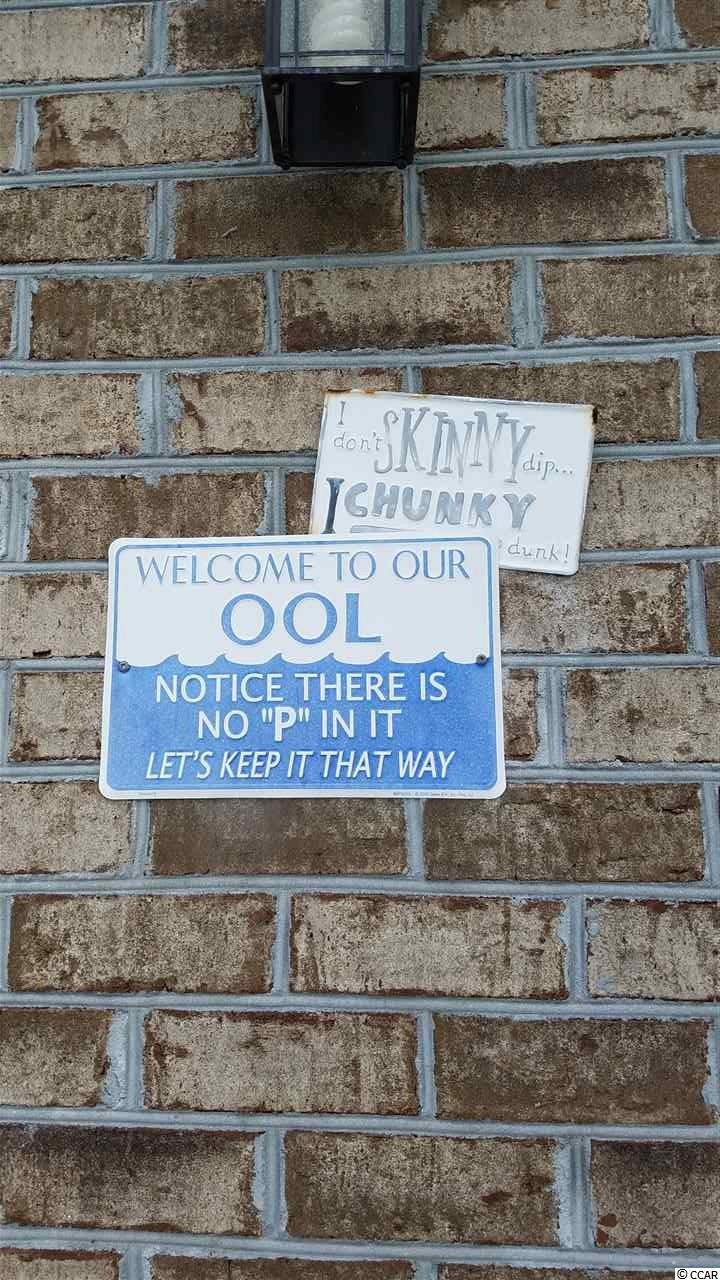 I
don't SKINNY dip...
I CHUNKY
dunk!
WELCOME TO OUR
OOL
NOTICE THERE IS
NO "P" IN IT
LET'S KEEP IT THAT WAY
© CCAR